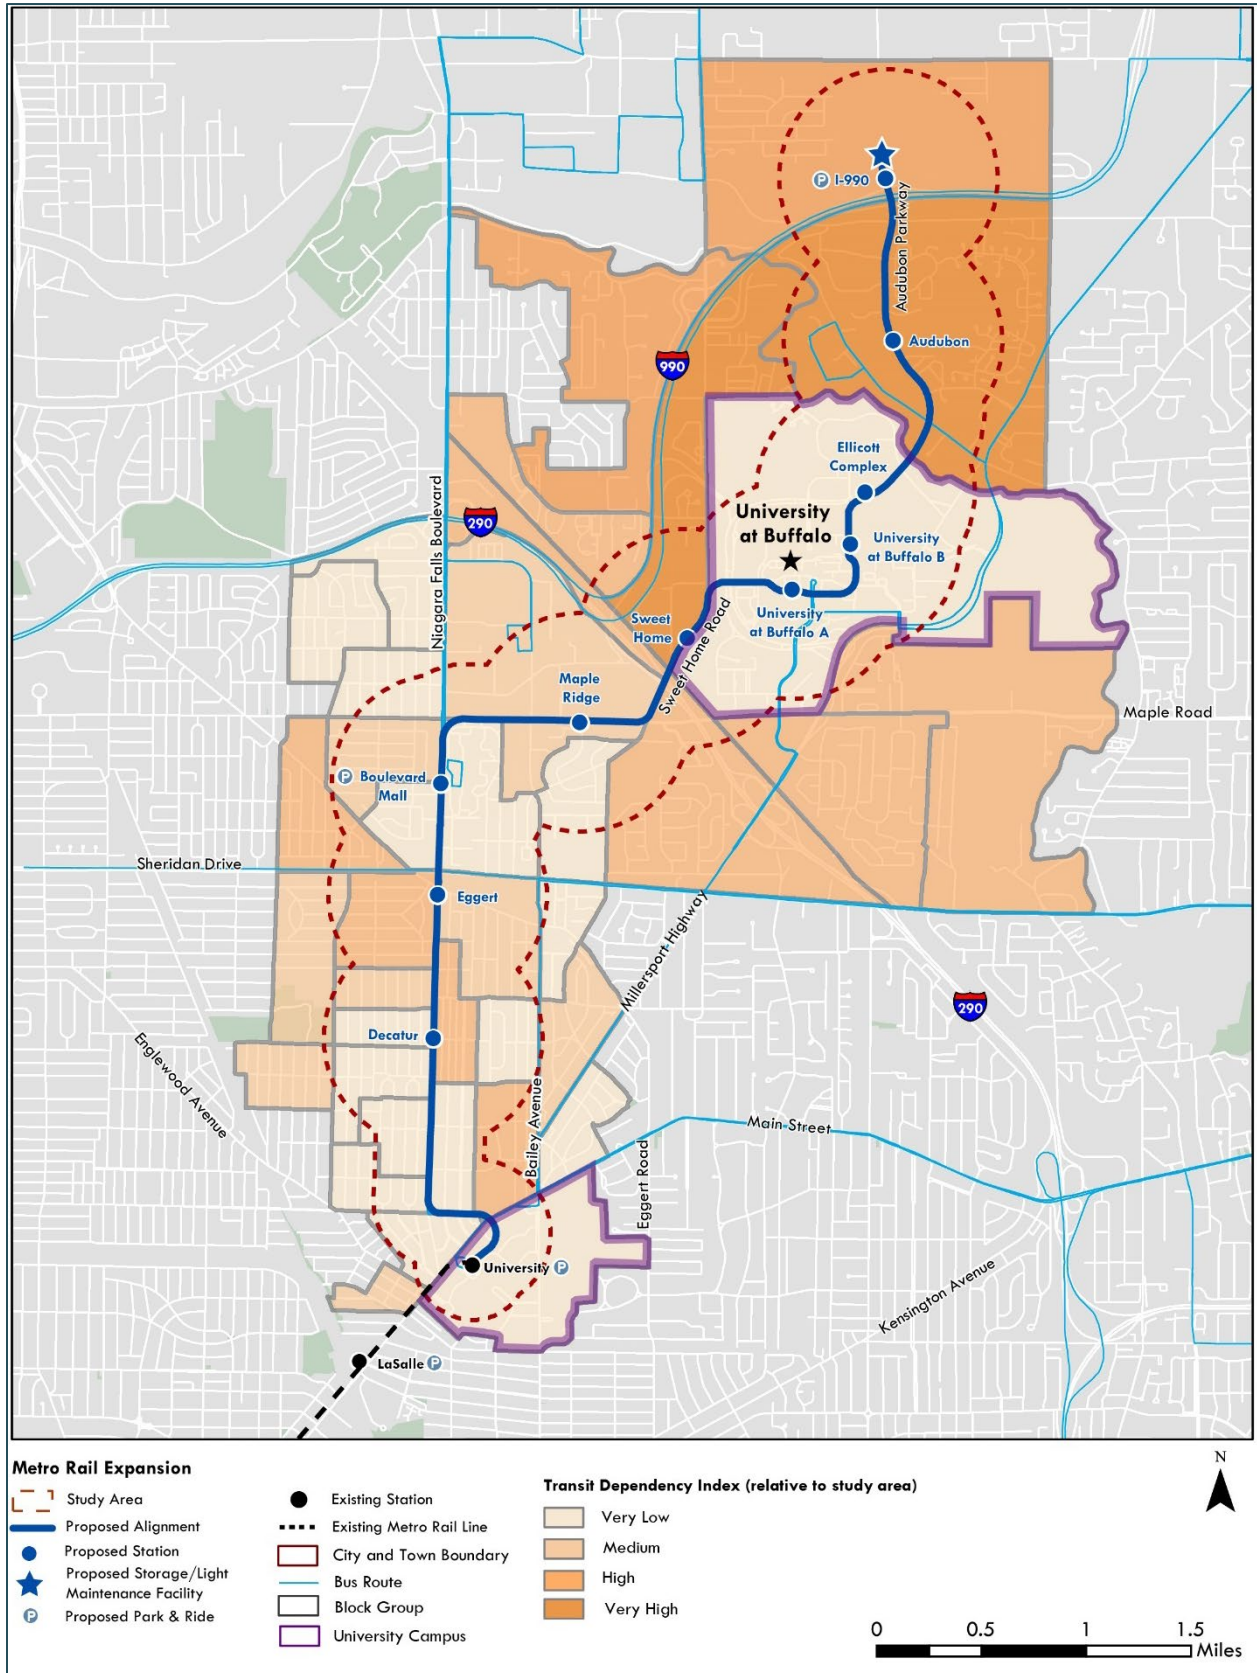 P I-990
Audubon Parkway
Audubon
990
Ellicott
Complex
University
at Buffalo
University
at Buffalo B
290
Niagara Falls Boulevard
University
at Buffalo A
Sweet
Home
Sweet Home Road
Maple
Ridge
Maple Road
P Boulevard
Mall
Sheridan Drive
Eggert
Millersport Highway
290
Decatur
Englewood Avenue
Bailey Avenue
Main Street
Eggert Road
University P
Kensington Avenue
LaSalle P
Metro Rail Expansion
Study Area
Proposed Alignment
Proposed Station
Proposed Storage/Light
Maintenance Facility
P Proposed Park & Ride
Existing Station
Existing Metro Rail Line
City and Town Boundary
Bus Route
Block Group
University Campus
Transit Dependency Index (relative to study area)
Very Low
Medium
High
Very High
N
0 0.5 1 1.5
Miles